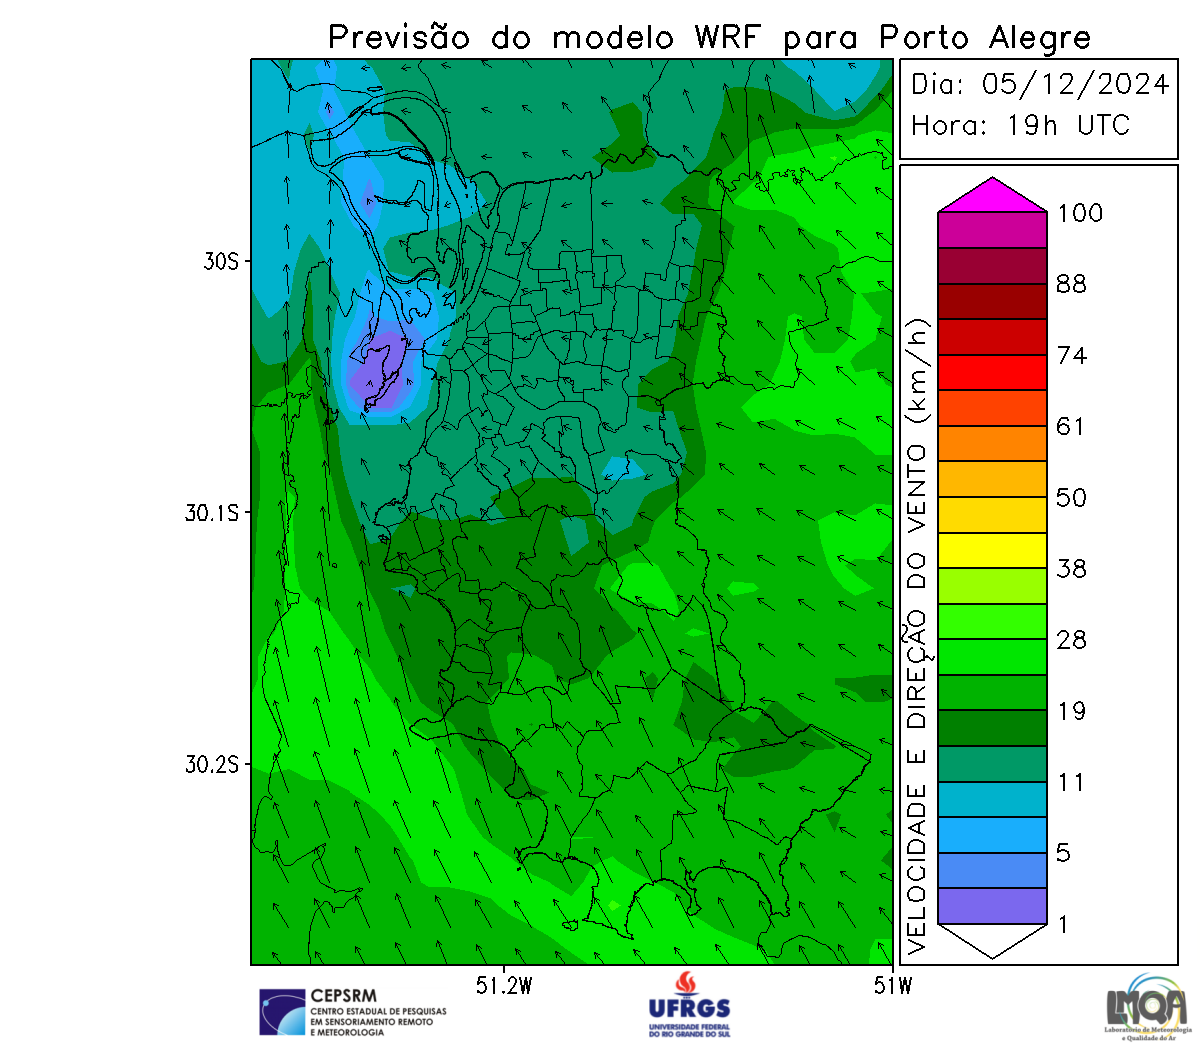 Previsão do modelo WRF para Porto Alegre
Dia: 05/12/2024
Hora: 19h UTC
100
88
74
61
50
38
28
19
11
5
1
VELOCIDADE E DIREÇÃO DO VENTO (km/h)
30S
30.1S
30.2S
51.2W
51W
CEPSRM
CENTRO ESTADUAL DE PESQUISAS
EM SENSORIAMENTO REMOTO
E METEOROLOGIA
UFRGS
UNIVERSIDADE FEDERAL
DO RIO GRANDE DO SUL
LMQA
Laboratório de Meteorologia
e Qualidade do Ar